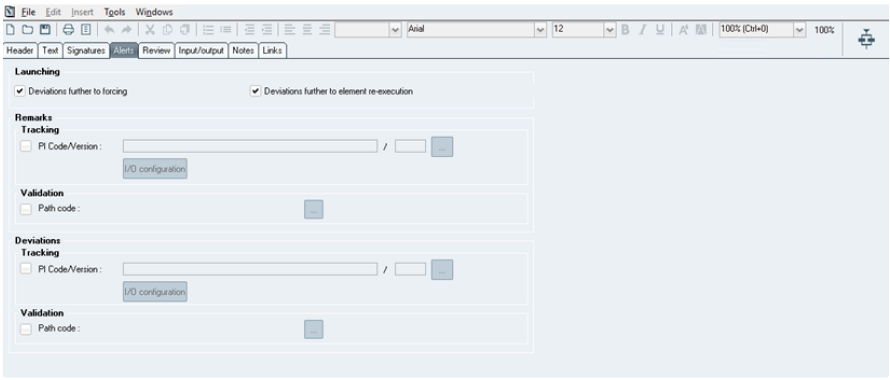 File Edit Insert Tools Windows
Arial 12 B I U 100% (Ctrl+0) 100%
Header Text Signatures Alerts Review Input/output Notes Links
Launching
Deviations further to forcing Deviations further to element re-execution
Remarks
Tracking
PI Code/Version : / ...
I/O configuration
Validation
Path code : ...
Deviations
Tracking
PI Code/Version : / ...
I/O configuration
Validation
Path code : ...